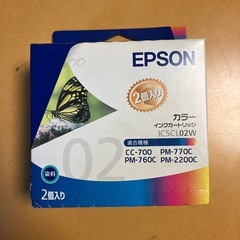 EPSON
2個入り
カラー
インクカートリッジ
ICSCL02W
02
適合機種
CC-700 PM-770C
PM-760C PM-2200C
染料
2個入り